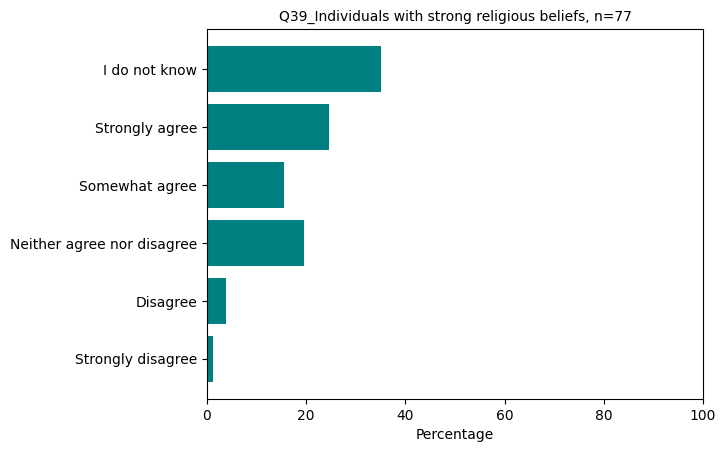 Q39_Individuals with strong religious beliefs, n=77
I do not know
Strongly agree
Somewhat agree
Neither agree nor disagree
Disagree
Strongly disagree
0 20 40 60 80 100
Percentage